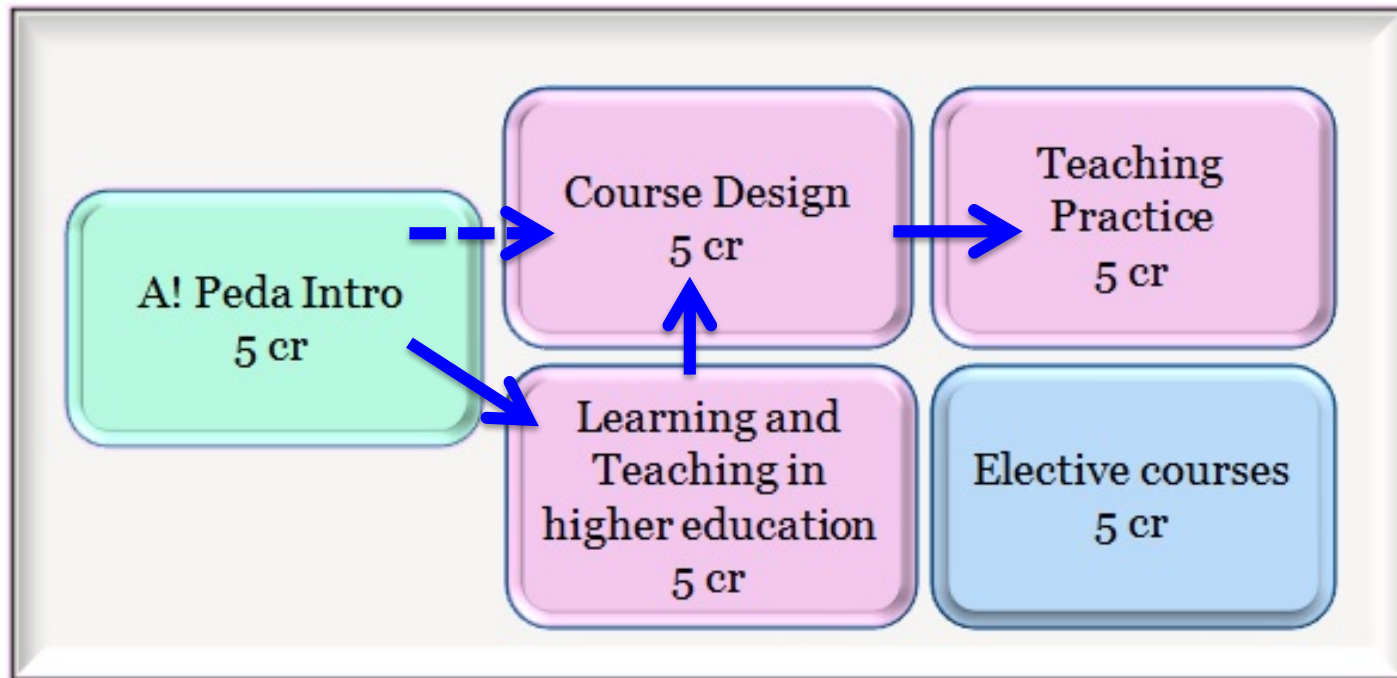 A! Peda Intro
5 cr
Course Design
5 cr
Teaching
Practice
5 cr
Learning and
Teaching in
higher education
5 cr
Elective courses
5 cr